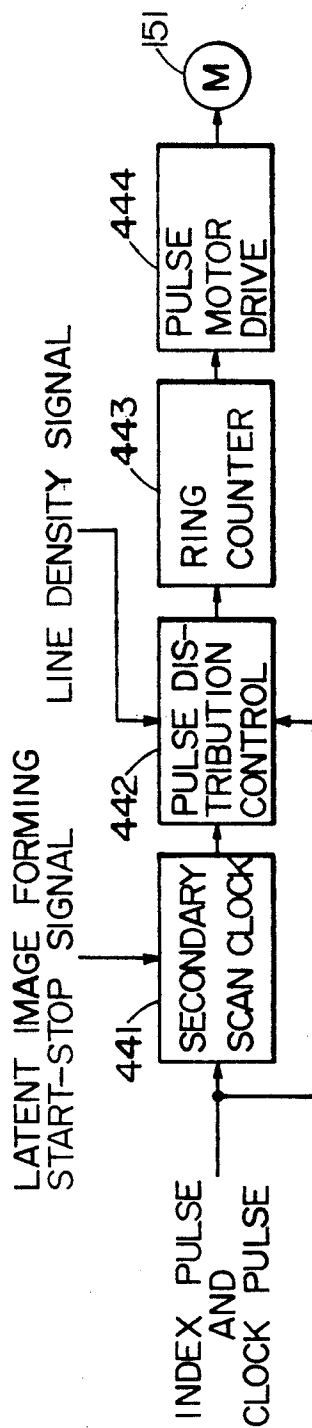 LATENT IMAGE FORMING
START-STOP SIGNAL
LINE DENSITY SIGNAL
INDEX PULSE
AND
CLOCK PULSE
441
SECONDARY
SCAN CLOCK
442
PULSE DIS-
TRIBUTION
CONTROL
443
RING
COUNTER
444
PULSE
MOTOR
DRIVE
151
M